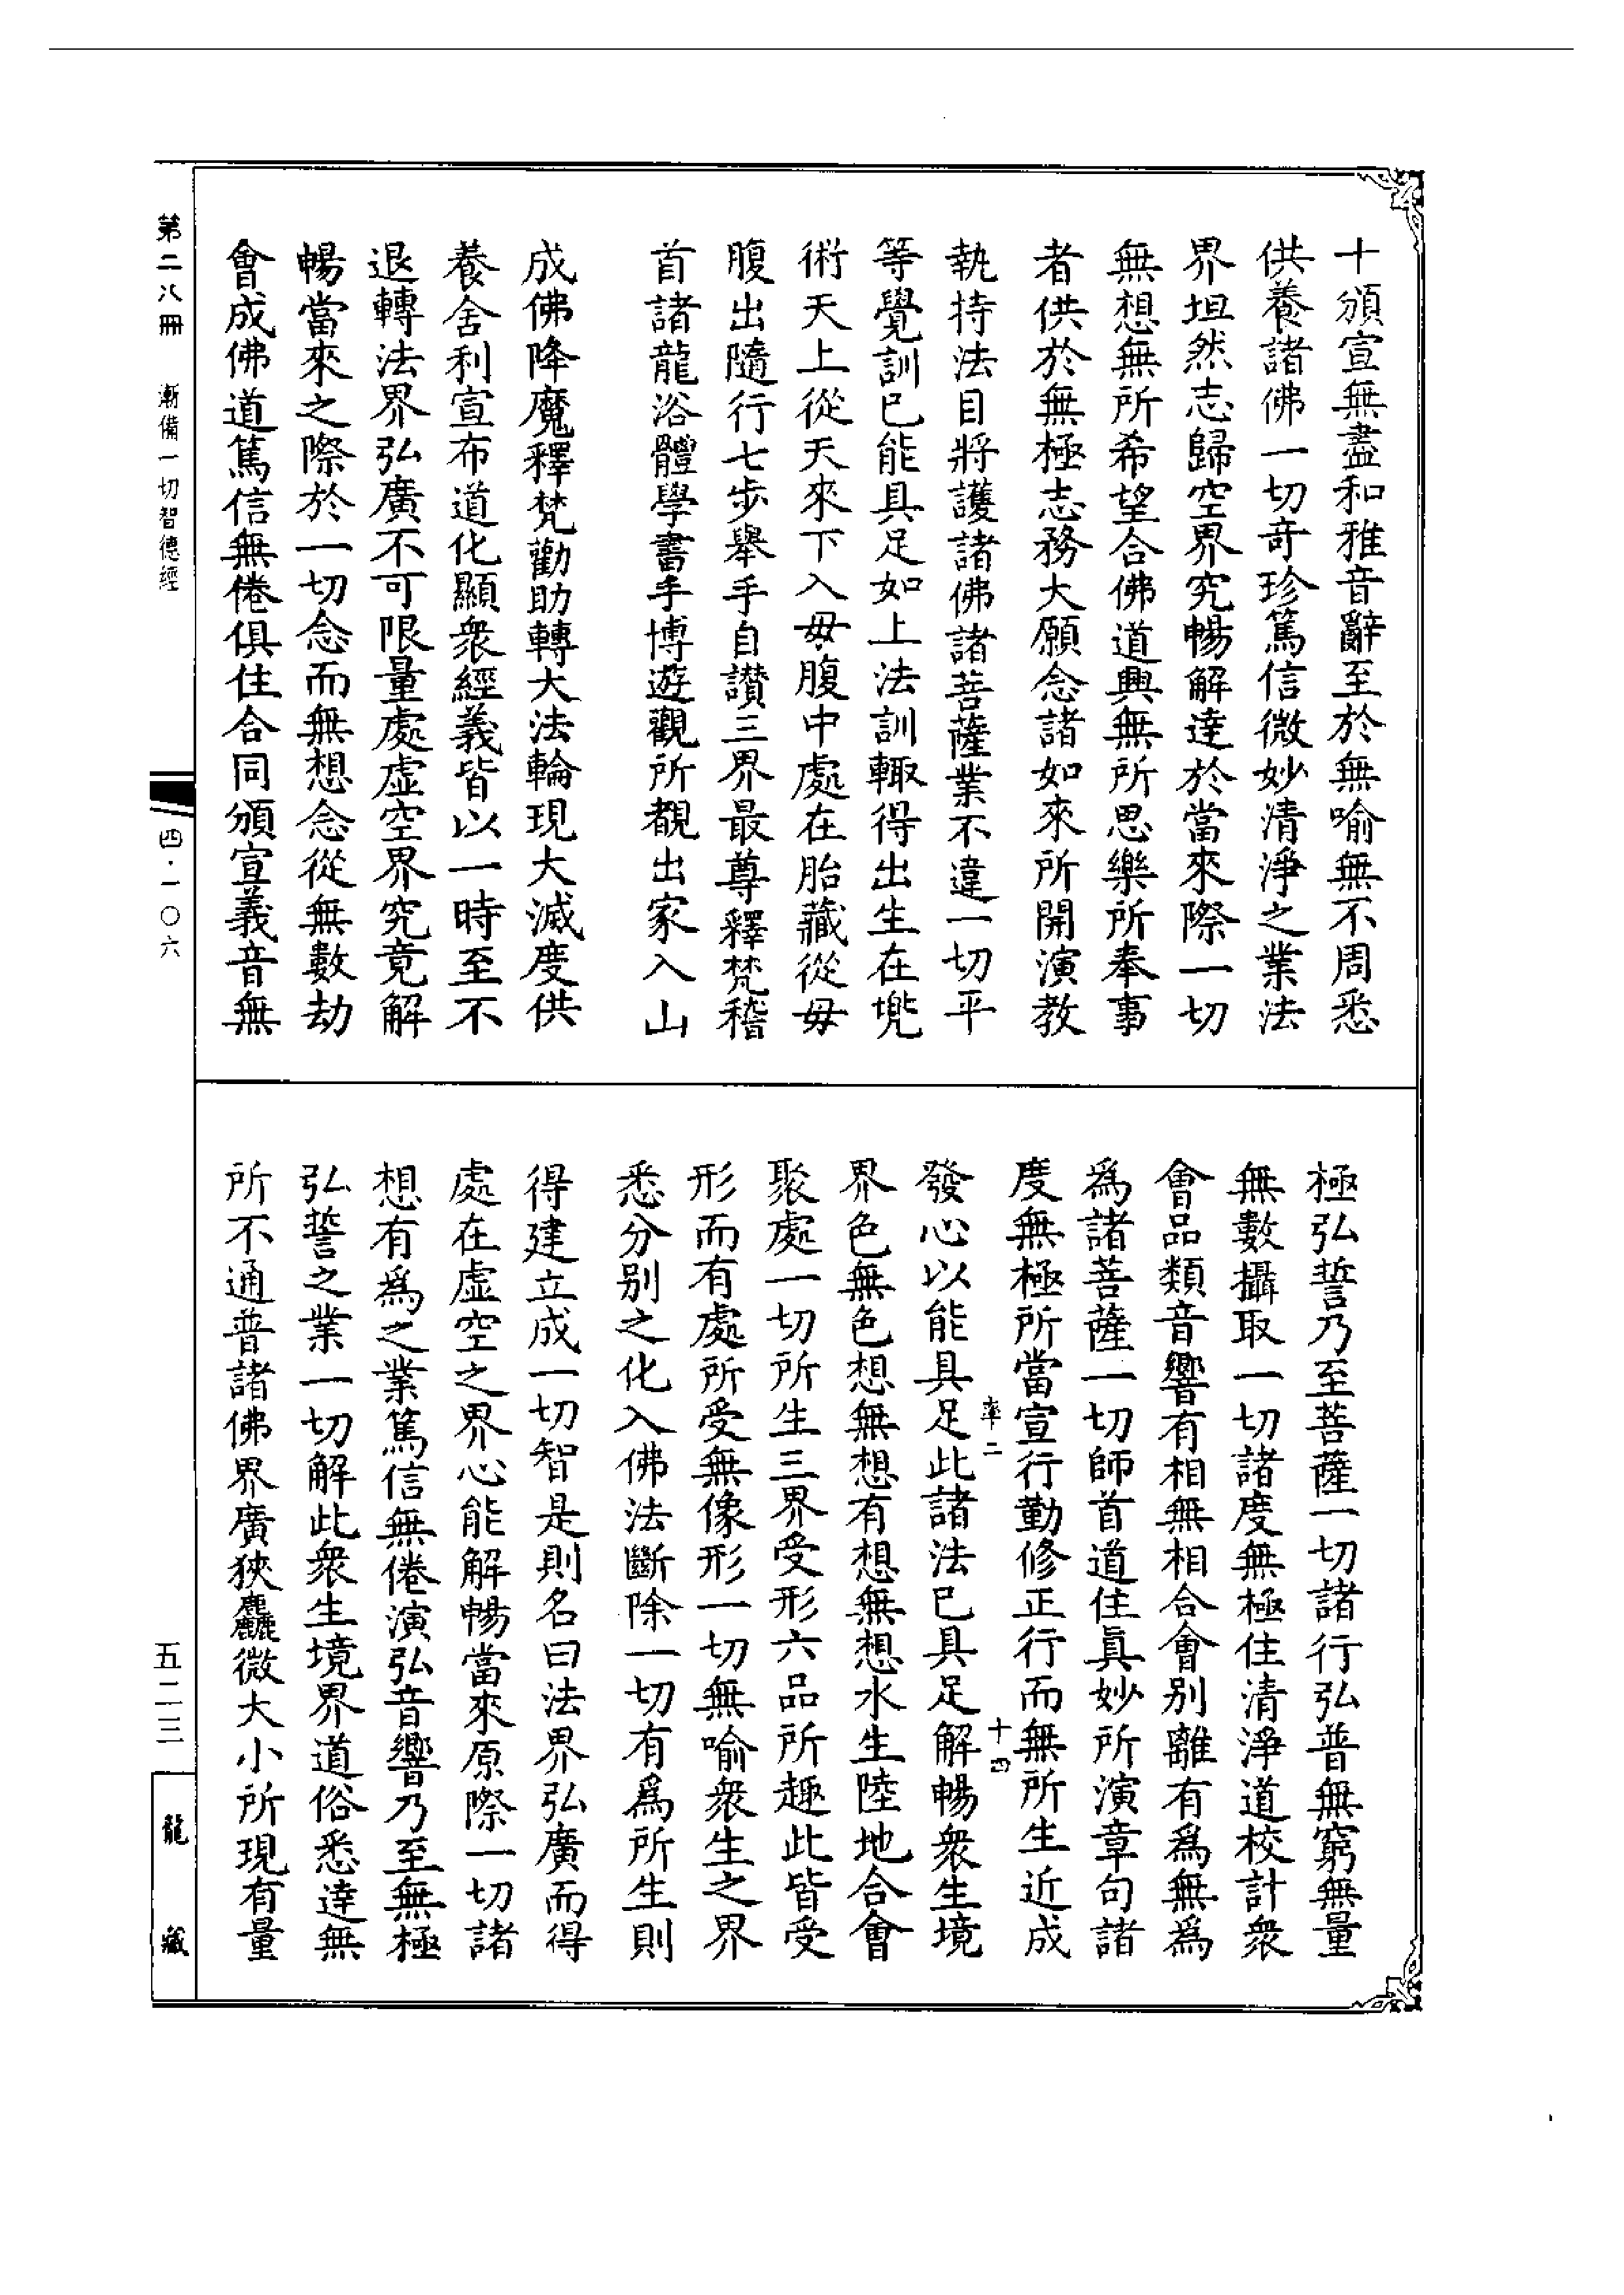 十頒宣無盡和雅音辭至於無喻無不周悉
供養諸佛一切奇珍篤信微妙清淨之業法
界坦然志歸空界究暢解達於當來際一切
無想無所希望合佛道興無所思樂所奉事
者供於無極志務大願念諸如來所開演教
執持法目將護諸佛諸菩薩業不違一切平
等覺訓已能具足如上法訓輙得出生在兠
術天上從天來下入毋腹中處在胎藏從毋
腹出隨行七步舉手自讃三界最尊釋梵稽
首諸龍浴體學書手博遊觀所覩出家入山
成佛降魔釋梵勸助轉大法輪現大滅度供
養舍利宣布道化顯衆經義皆以一時至不
退轉法界弘廣不可限量處虛空界究竟解
暢當來之際於一切念而無想念從無數劫
會成佛道篤信無倦俱住合同頒宣義音無
極弘誓乃至菩薩一切諸行弘普無窮無量
無數攝取一切諸度無極住清淨道校計衆
會品類音響有相無相合會別離有爲無爲
爲諸菩薩一切師首道住眞妙所演章句諸
度無極所當宣行勤修正行而無所生近成
發心以能具足此諸法已具足解暢衆生境
率二
十四
界色無色想無想有想無想水生陸地合會
聚處一切所生三界受形六品所趣此皆受
形而有處所受無像形一切無喻衆生之界
悉分別之化入佛法斷除一切有爲所生則
得建立成一切智是則名曰法界弘廣而得
處在虛空之界心能解暢當來原際一切諸
想有爲之業篤信無倦演弘音響乃至無極
弘誓之業一切解此衆生境界道俗悉達無
所不通普諸佛界廣狹麤微大小所現有量
第二八冊
漸備一切智德經
四·一〇六
五二三
龍藏